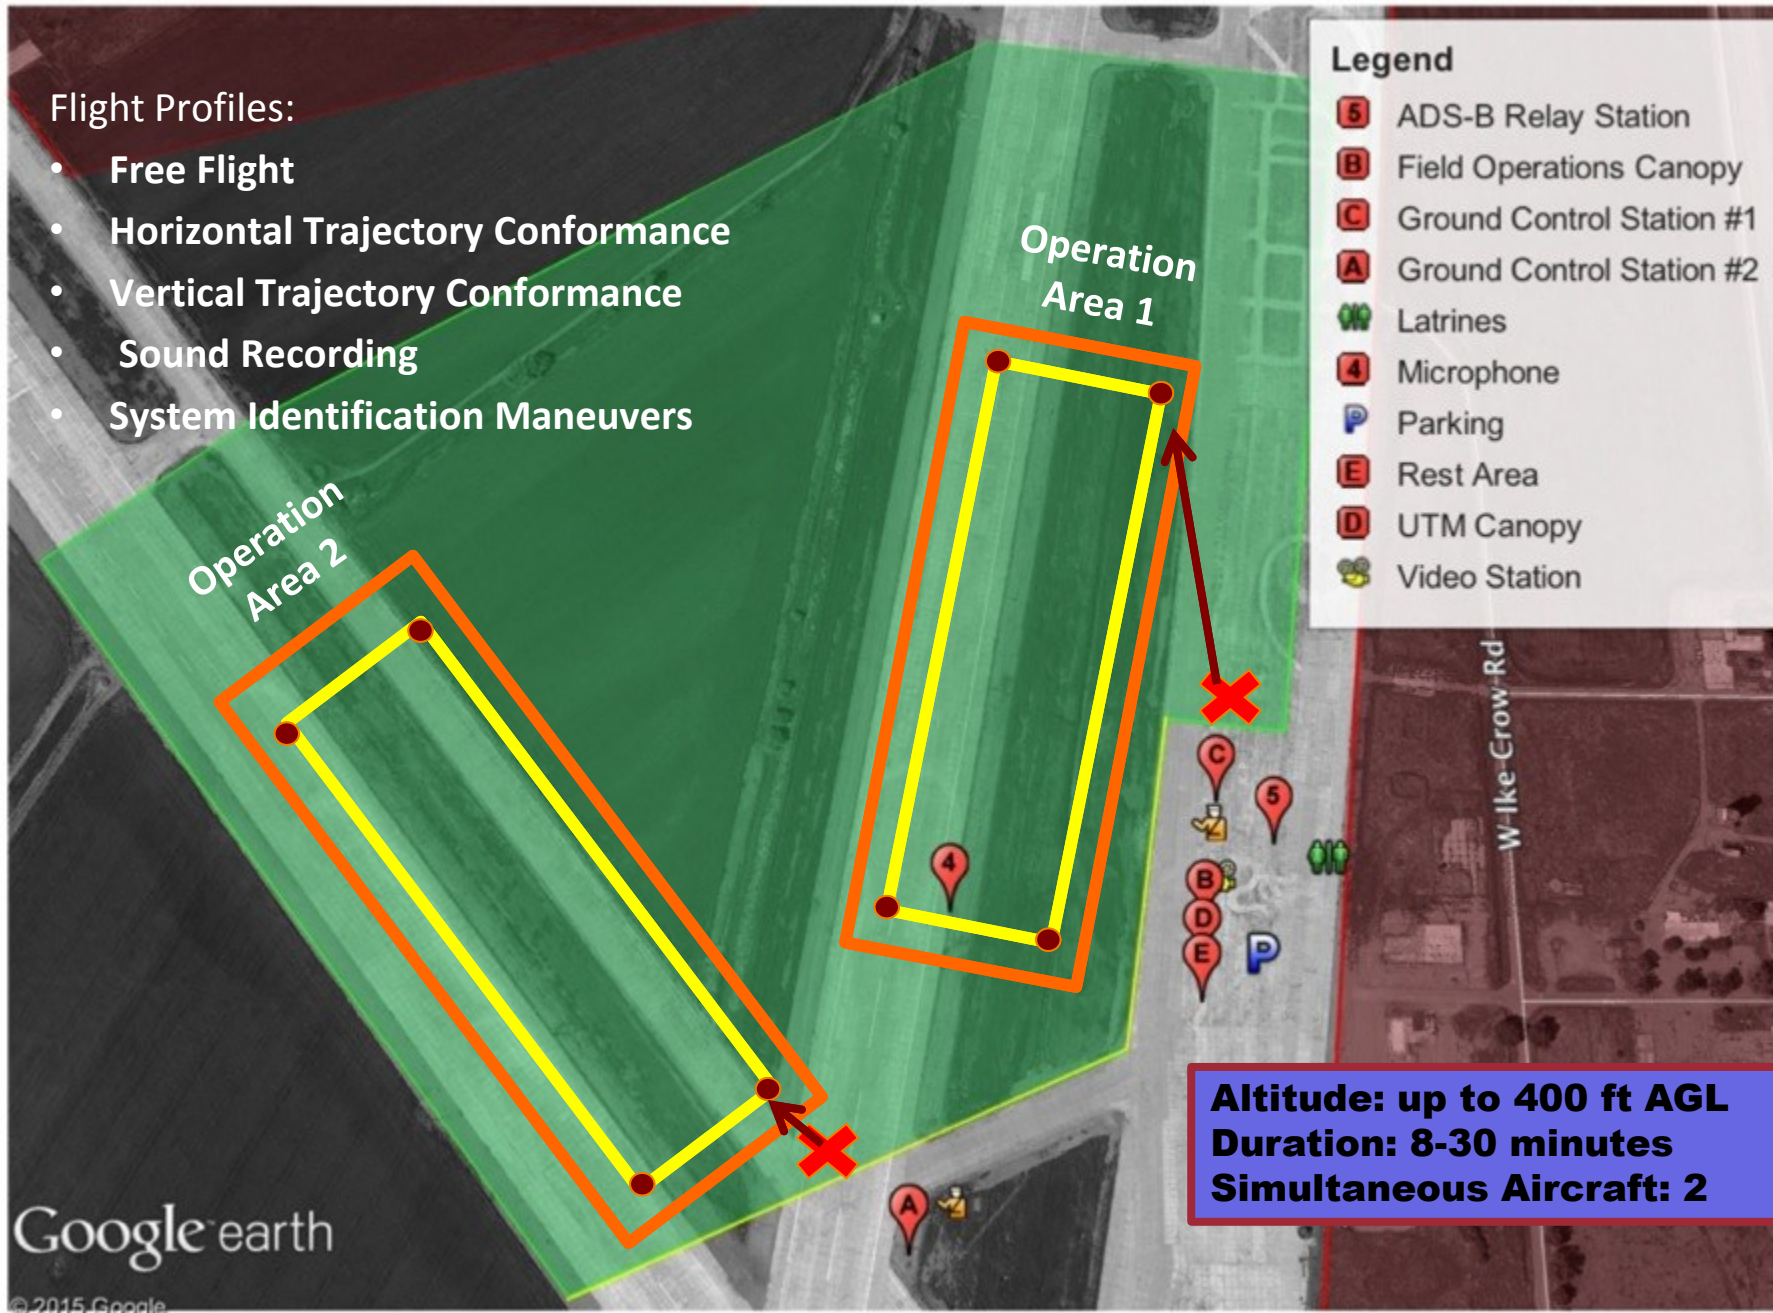 Flight Profiles:
• Free Flight
• Horizontal Trajectory Conformance
• Vertical Trajectory Conformance
• Sound Recording
• System Identification Maneuvers
Operation
Area 1
Operation
Area 2
Legend
5 ADS-B Relay Station
B Field Operations Canopy
C Ground Control Station #1
A Ground Control Station #2
Latrines
4 Microphone
P Parking
E Rest Area
D UTM Canopy
Video Station
W Ike Crow Rd
C
5
4
B
D
E
P
A
Altitude: up to 400 ft AGL
Duration: 8-30 minutes
Simultaneous Aircraft: 2
Google earth
© 2015 Google